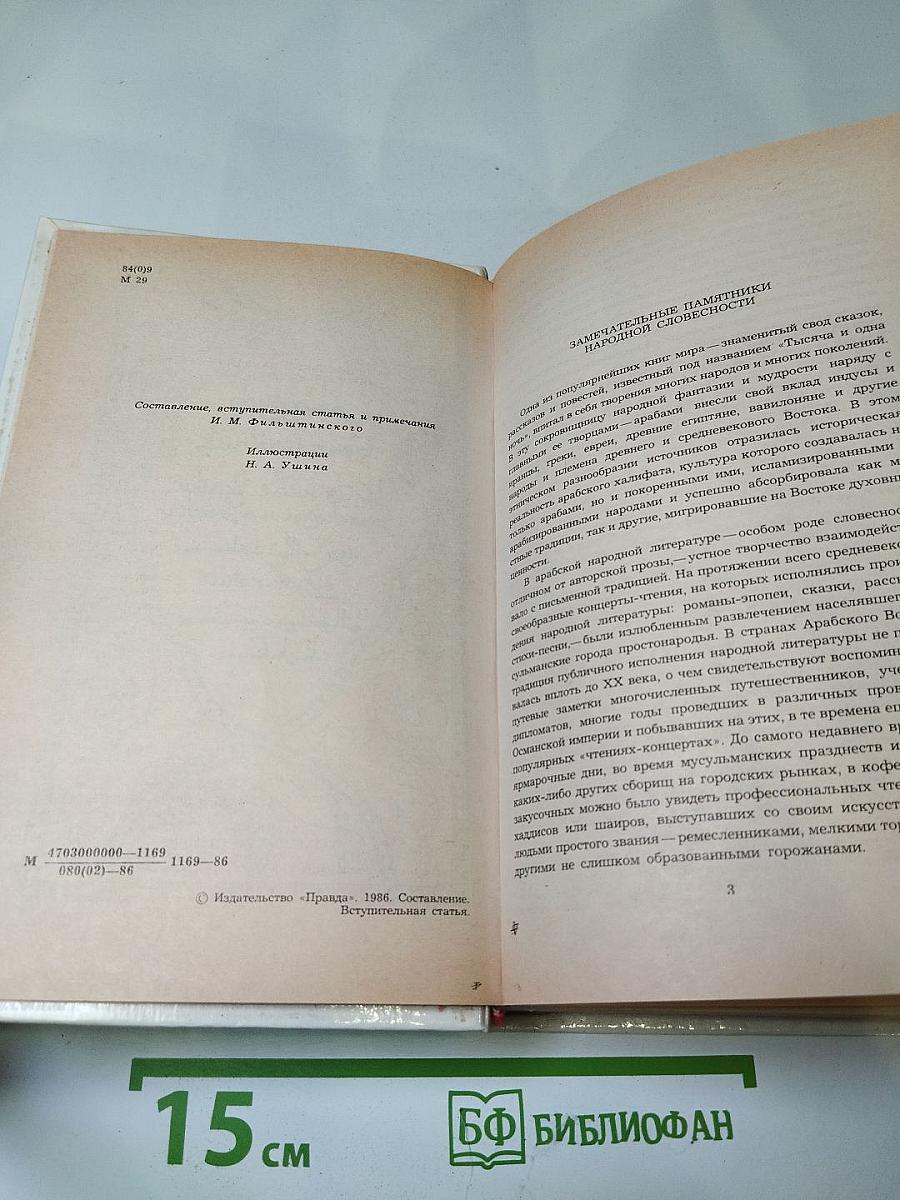 84(0)9
М 29
Составление, вступительная статья и примечания
И. М. Фильштинского
Иллюстрации
Н. А. Ушина
М 4703000000—1169
080(02)—86
1169—86
© Издательство «Правда». 1986. Составление.
Вступительная статья.
ЗАМЕЧАТЕЛЬНЫЕ ПАМЯТНИКИ
НАРОДНОЙ СЛОВЕСНОСТИ
Одна из популярнейших книг мира—знаменитый свод сказок,
рассказов и повестей, известный под названием «Тысяча и одна
ночь», впитал в себя творения многих народов и многих поколений.
В эту сокровищницу народной фантазии и мудрости наряду с
главными ее творцами—арабами внесли свой вклад индусы и
иранцы, греки, евреи, древние египтяне, вавилоняне и другие
народы и племена древнего и средневекового Востока. В этом
этническом разнообразии источников отразилась историческая
реальность арабского халифата, культура которого создавалась н
только арабами, но и покоренными ими, исламизированными
арабизированными народами и успешно абсорбировала как м
стные традиции, так и другие, мигрировавшие на Востоке духовны
ценности.
В арабской народной литературе—особом роде словеснос
отличном от авторской прозы,—устное творчество взаимодейст
вало с письменной традицией. На протяжении всего средневеко
своеобразные концерты-чтения, на которых исполнялись прои
дения народной литературы: романы-эпопеи, сказки, расс
стихи-песни,—были излюбленным развлечением населявшег
сульманские города простонародья. В странах Арабского Во
традиция публичного исполнения народной литературы не п
валась вплоть до XX века, о чем свидетельствуют воспомин
путевые заметки многочисленных путешественников, уче
дипломатов, многие годы проведших в различных пров
Османской империи и побывавших на этих, в те времена ещ
популярных «чтениях-концертах». До самого недавнего вр
ярмарочные дни, во время мусульманских празднеств и
каких-либо других сборищ на городских рынках, в кофе
закусочных можно было увидеть профессиональных чте
хаддисов или шаиров, выступавших со своим искусст
людьми простого звания—ремесленниками, мелкими тор
другими не слишком образованными горожанами.
3
15 см
БФ БИБЛИОФАН